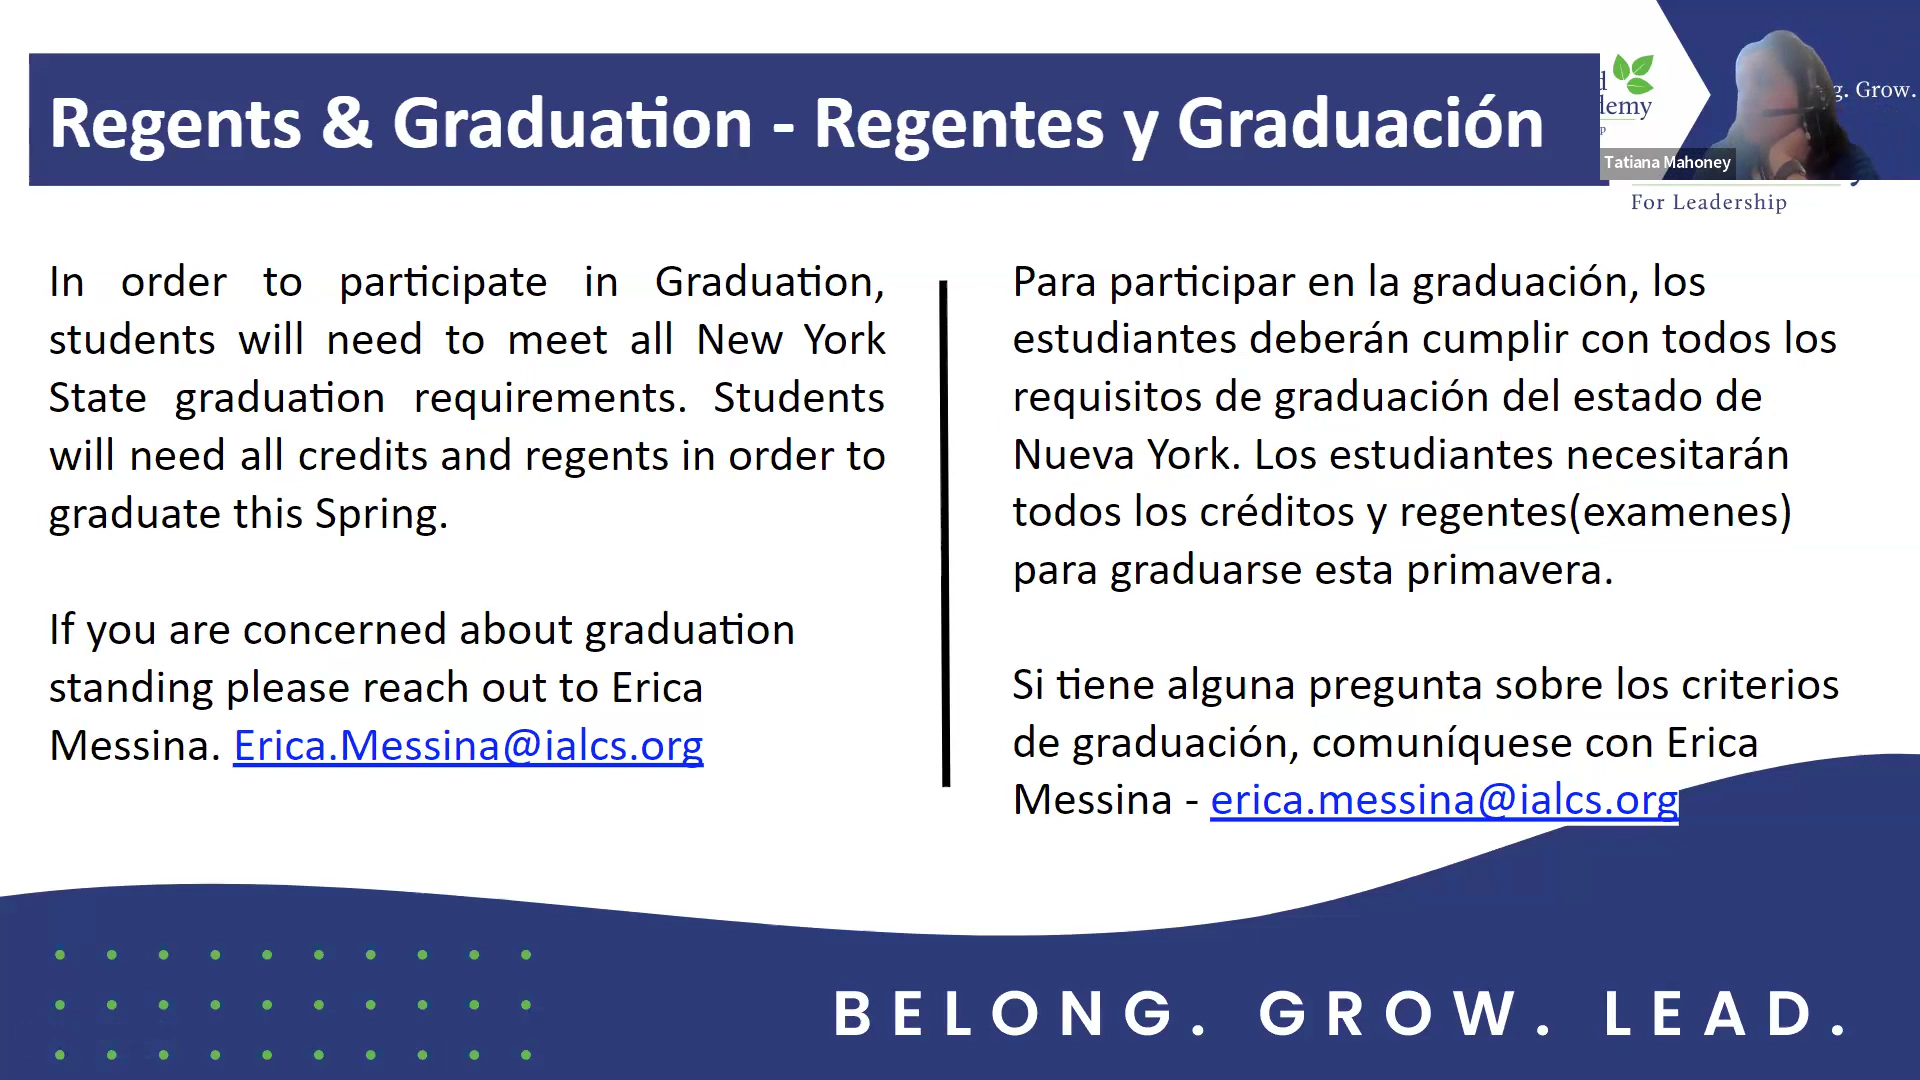 Regents & Graduation - Regentes y Graduación
demy
g. Grow.
Tatiana Mahoney
For Leadership
In order to participate in Graduation,
students will need to meet all New York
State graduation requirements. Students
will need all credits and regents in order to
graduate this Spring.
If you are concerned about graduation
standing please reach out to Erica
Messina. Erica.Messina@ialcs.org
Para participar en la graduación, los
estudiantes deberán cumplir con todos los
requisitos de graduación del estado de
Nueva York. Los estudiantes necesitarán
todos los créditos y regentes(examenes)
para graduarse esta primavera.
Si tiene alguna pregunta sobre los criterios
de graduación, comuníquese con Erica
Messina - erica.messina@ialcs.org
BELONG. GROW. LEAD.